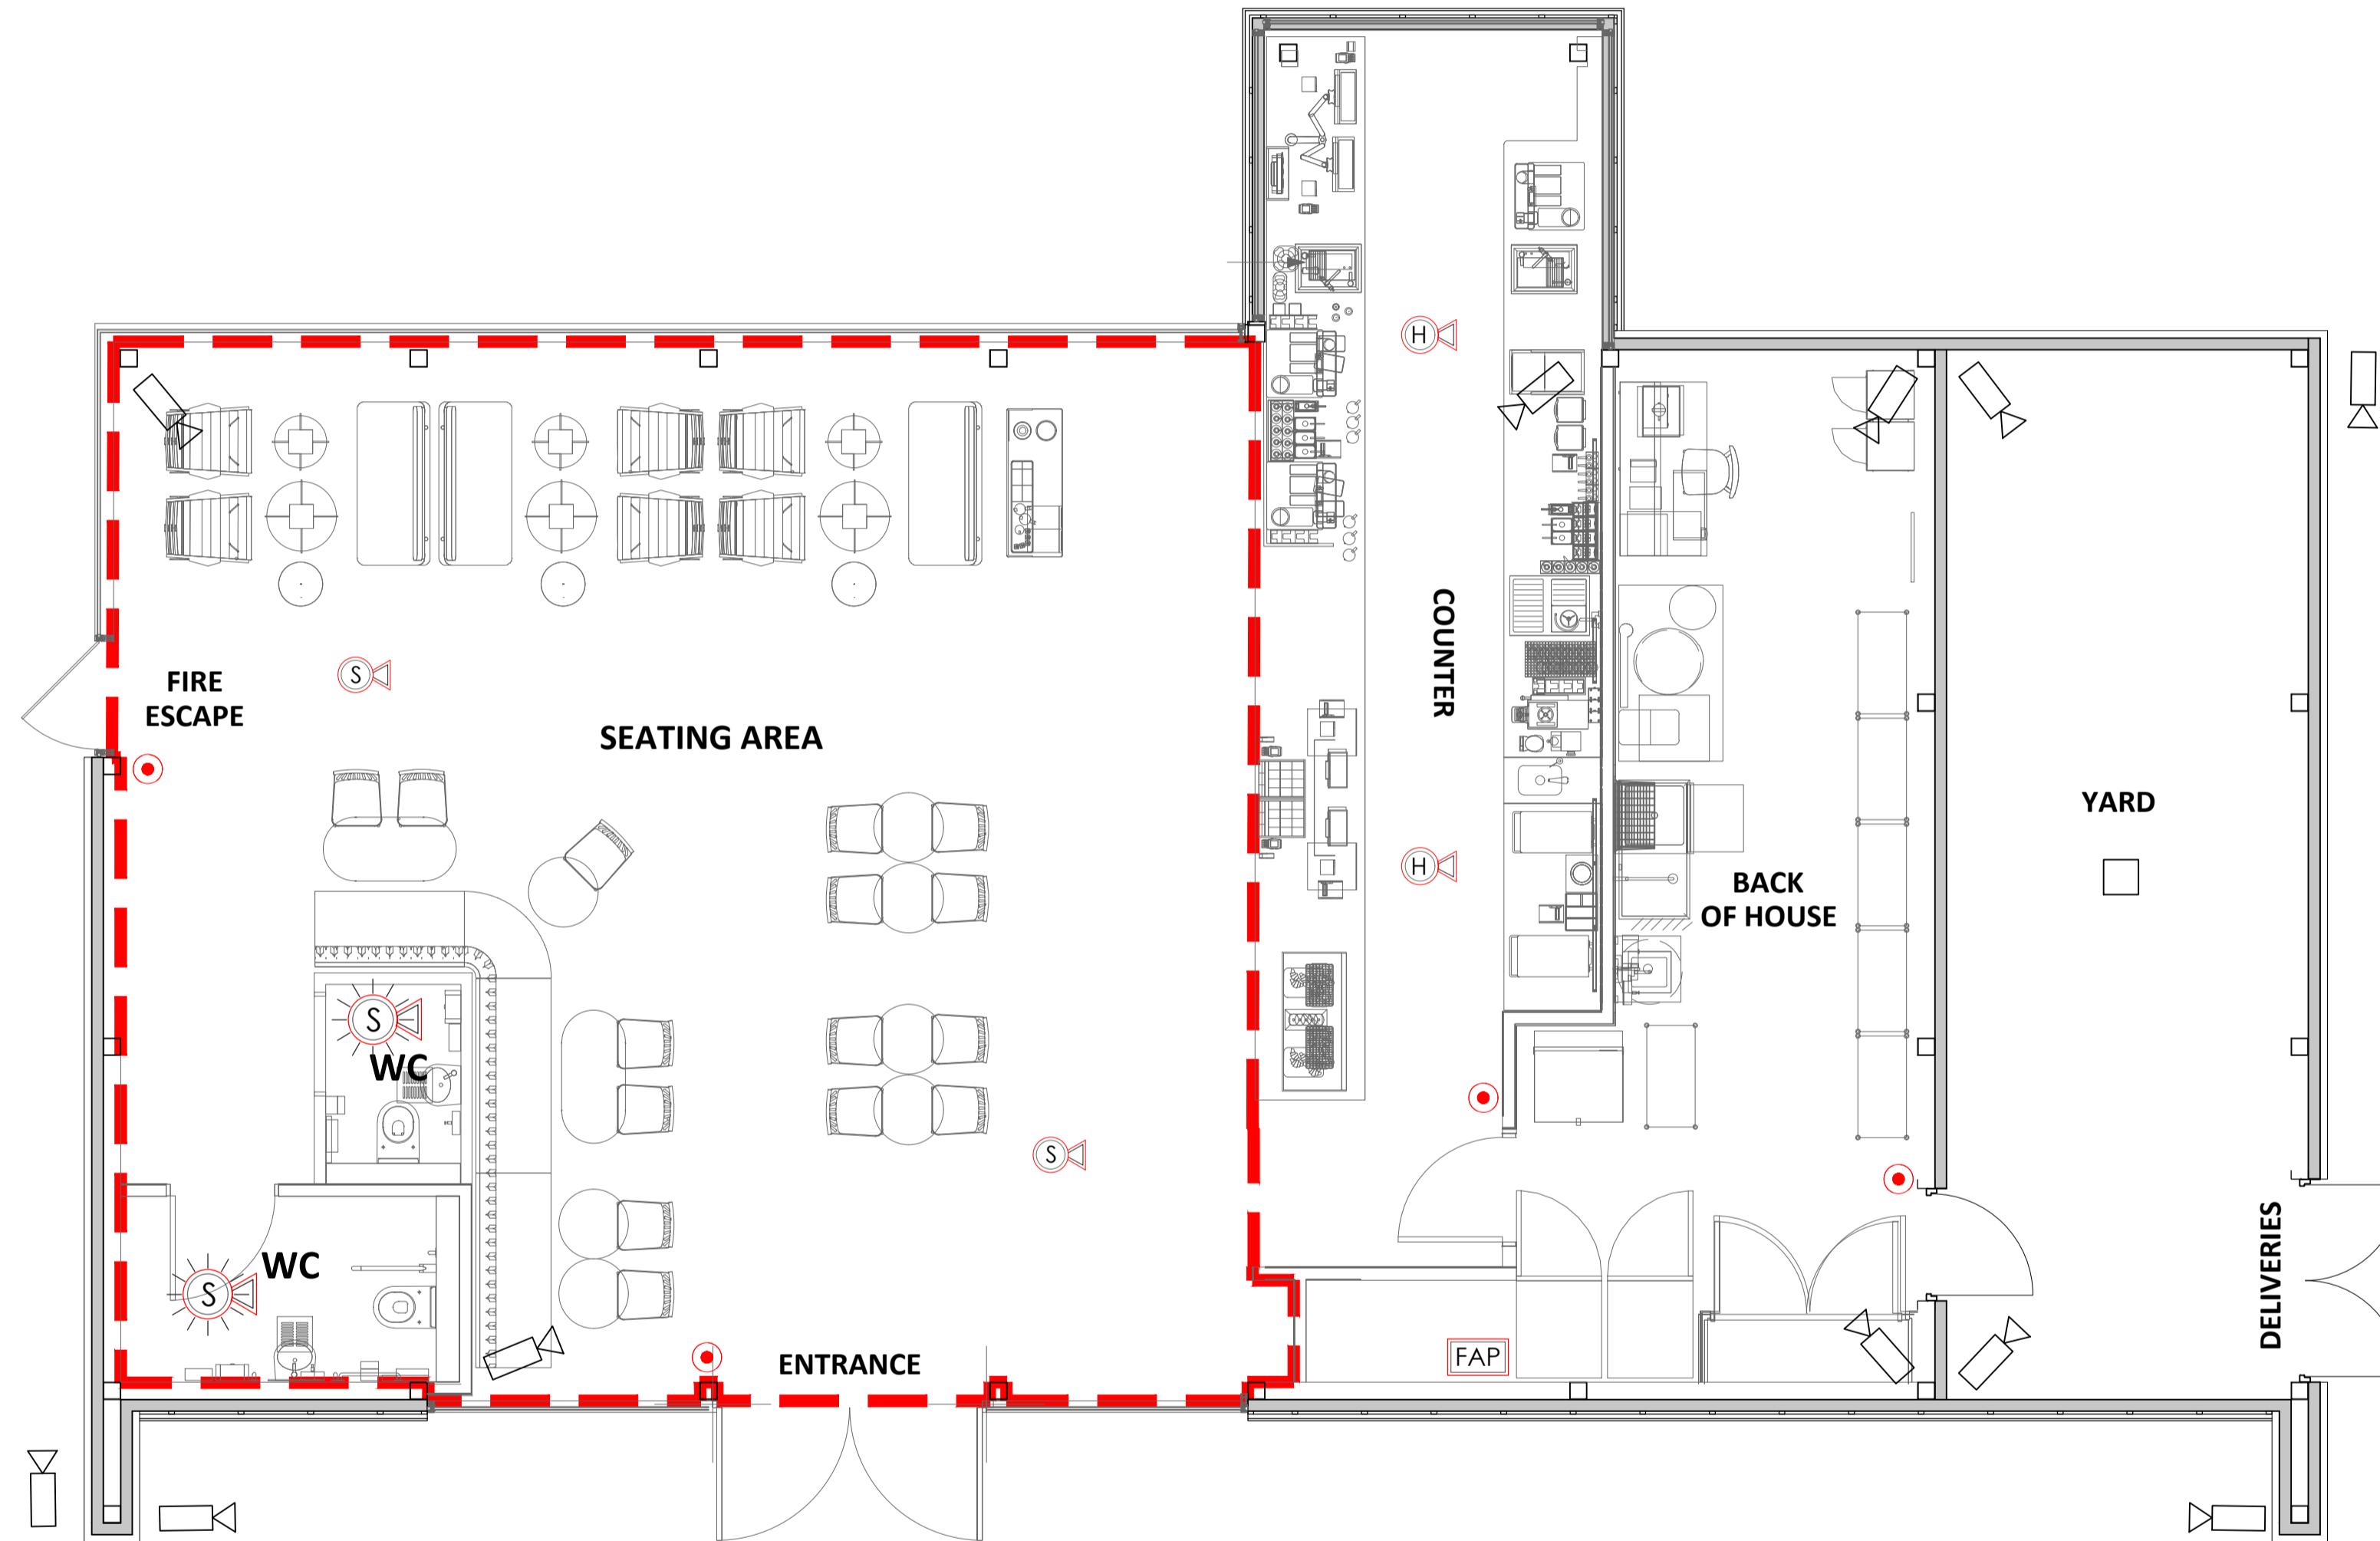 H
COUNTER
H
FIRE
ESCAPE
S
SEATING AREA
YARD
BACK
OF HOUSE
S
WC
S
WC
S
ENTRANCE
FAP
DELIVERIES